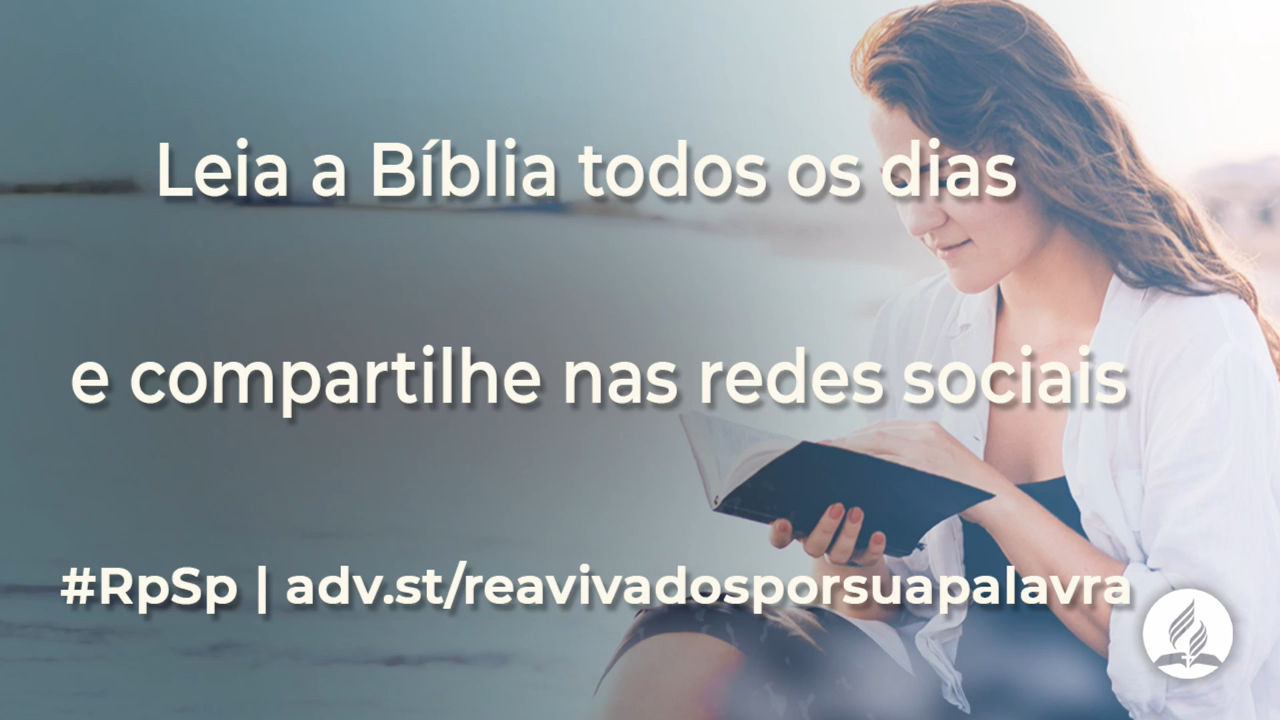 Leia a Bíblia todos os dias
e compartilhe nas redes sociais
#RpSp | adv.st/reavivadosporsuapalavra